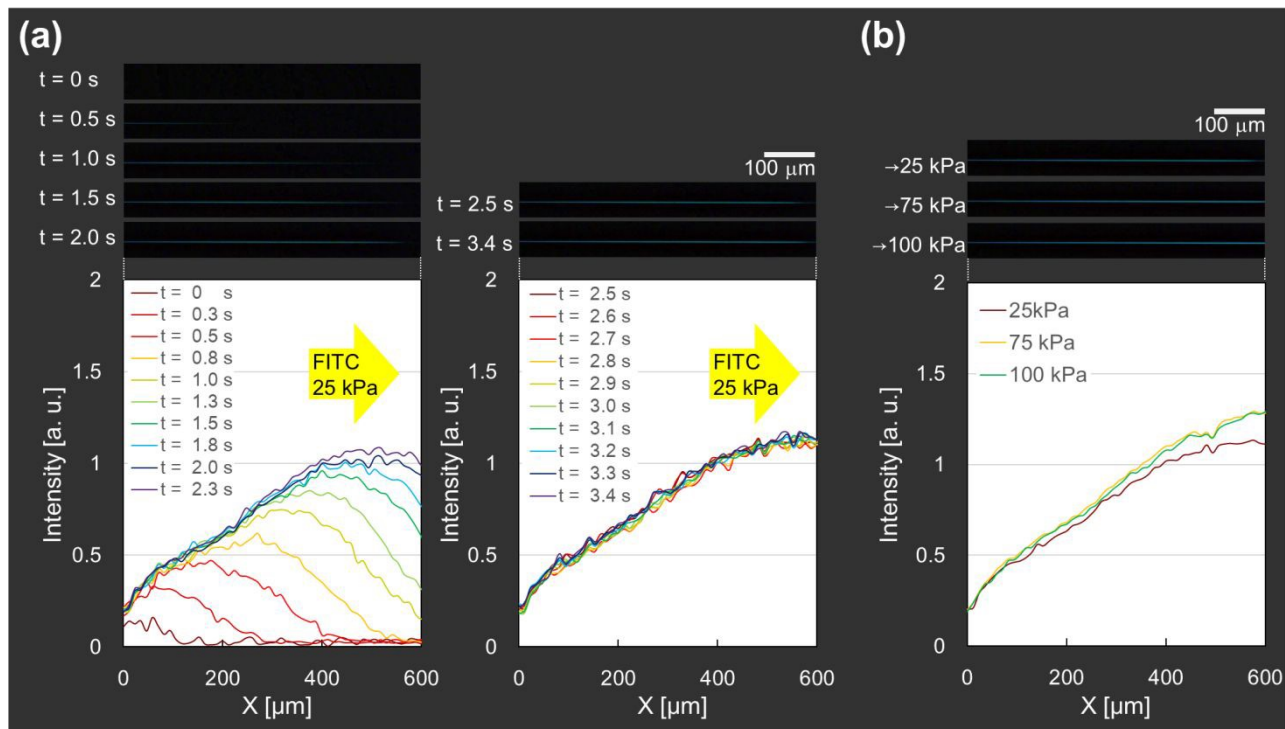 (a)
t = 0 s
t = 0.5 s
t = 1.0 s
t = 1.5 s
t = 2.0 s
2
1.5
1
0.5
0
Intensity [a. u.]
t = 0 s
t = 0.3 s
t = 0.5 s
t = 0.8 s
t = 1.0 s
t = 1.3 s
t = 1.5 s
t = 1.8 s
t = 2.0 s
t = 2.3 s
FITC
25 kPa
0 200 400 600
X [µm]
100 µm
t = 2.5 s
t = 3.4 s
2
1.5
1
0.5
0
Intensity [a. u.]
t = 2.5 s
t = 2.6 s
t = 2.7 s
t = 2.8 s
t = 2.9 s
t = 3.0 s
t = 3.1 s
t = 3.2 s
t = 3.3 s
t = 3.4 s
FITC
25 kPa
0 200 400 600
X [µm]
(b)
100 µm
→25 kPa
→75 kPa
→100 kPa
2
1.5
1
0.5
0
Intensity [a. u.]
25kPa
75 kPa
100 kPa
0 200 400 600
X [µm]